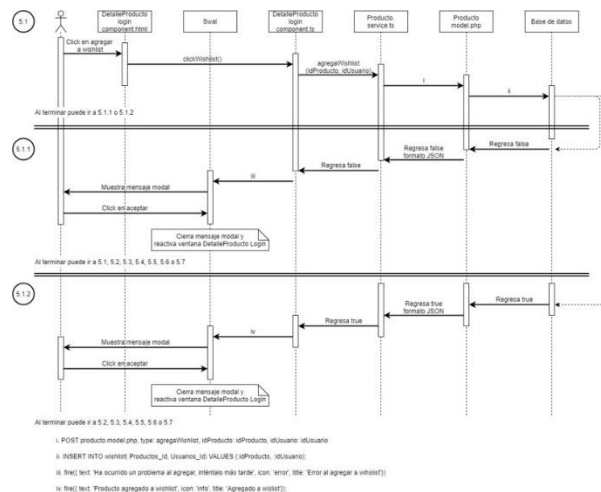 5.1
DetalleProducto
login
component.html
Swal
DetalleProducto
login
component.ts
Producto
service.ts
Producto
model.php
Base de datos
Click en agregar
a wishlist
clickWishlist()
agregaWishlist
(idProducto, idUsuario)
i
ii
Al terminar puede ir a 5.1.1 o 5.1.2
5.1.1
Regresa false
Regresa false
formato JSON
Regresa false
iii
Muestra mensaje modal
Click en aceptar
Cierra mensaje modal y
reactiva ventana DetalleProducto Login
Al terminar puede ir a 5.1, 5.2, 5.3, 5.4, 5.5, 5.6 o 5.7
5.1.2
Regresa true
Regresa true
formato JSON
Regresa true
iv
Muestra mensaje modal
Click en aceptar
Cierra mensaje modal y
reactiva ventana DetalleProducto Login
Al terminar puede ir a 5.2, 5.3, 5.4, 5.5, 5.6 o 5.7
i. POST producto.model.php, type: agregaWishlist, idProducto: idProducto, idUsuario: idUsuario
ii. INSERT INTO wishlist( Productos_Id, Usuarios_Id) VALUES (:idProducto, :idUsuario);
iii. fire({ text: 'Ha ocurrido un problema al agregar, inténtalo más tarde', icon: 'error', title: 'Error al agregar a wihslist'})
iv. fire({ text: 'Producto agregado a wishlist', icon: 'info', title: 'Agregado a wislist'});